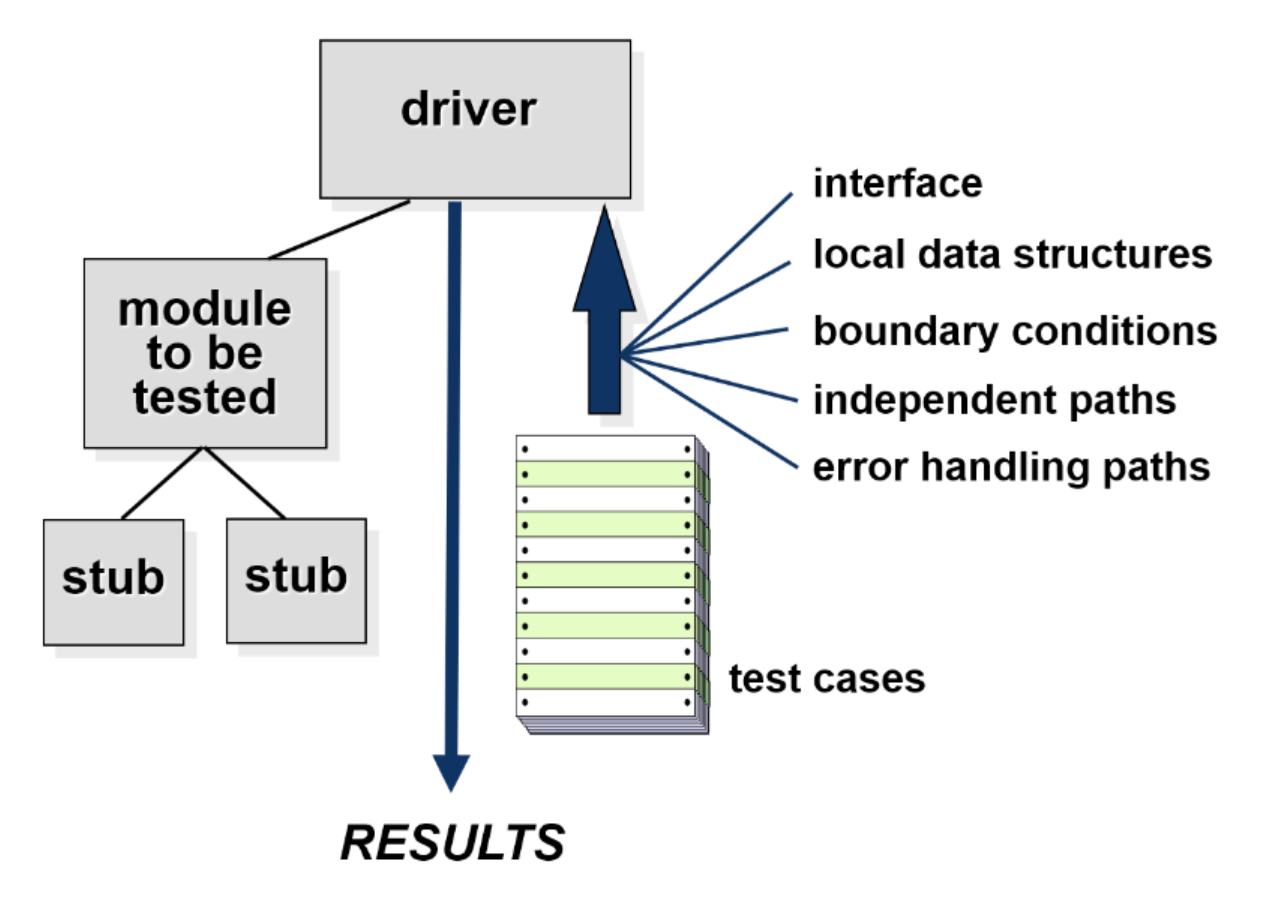 driver
interface
local data structures
boundary conditions
independent paths
error handling paths
module
to be
tested
stub
stub
test cases
RESULTS